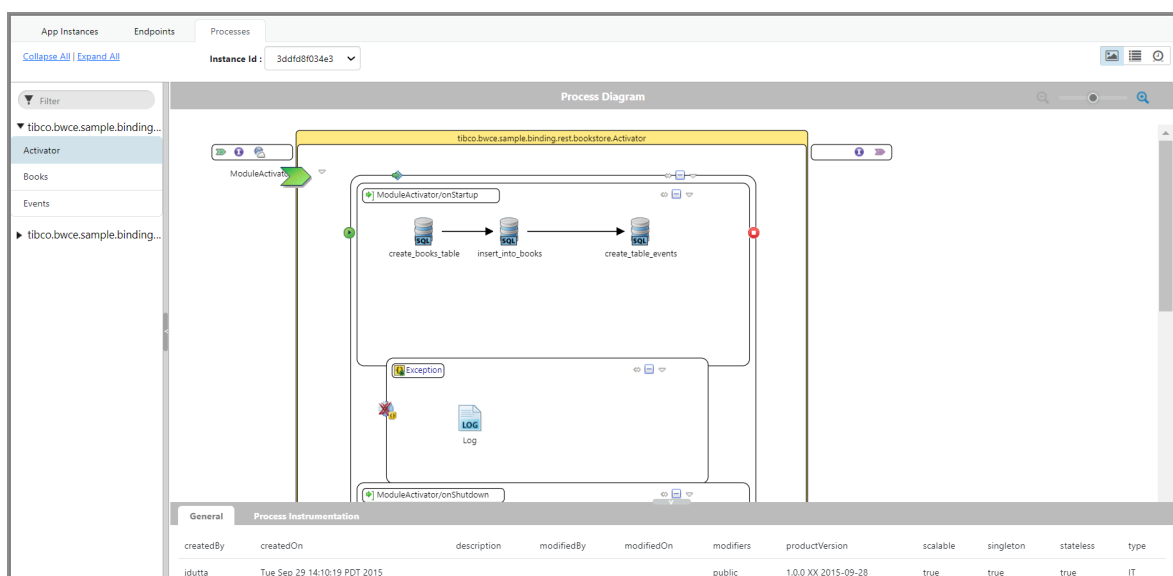 App Instances Endpoints Processes
Collapse All | Expand All Instance Id : 3ddfd8f034e3
Filter Process Diagram
tibco.bwce.sample.binding...
Activator
Books
Events
tibco.bwce.sample.binding...
tibco.bwce.sample.binding.rest.bookstore.Activator
ModuleActivato
ModuleActivator/onStartup
SQL SQL SQL
create_books_table insert_into_books create_table_events
Exception
LOG
Log
ModuleActivator/onShutdown
General Process Instrumentation
createdBy createdOn description modifiedBy modifiedOn modifiers productVersion scalable singleton stateless type
idutta Tue Sep 29 14:10:19 PDT 2015 public 1.0.0 XX 2015-09-28 true true true IT